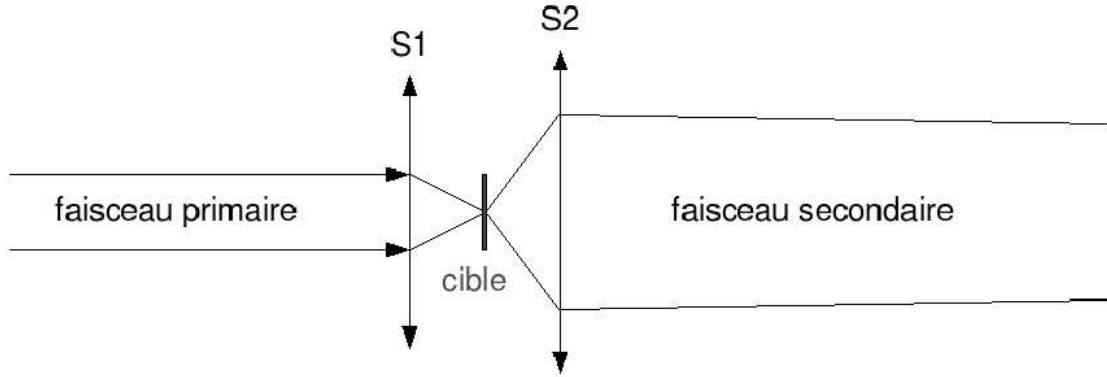 S1
S2
faisceau primaire
faisceau secondaire
cible